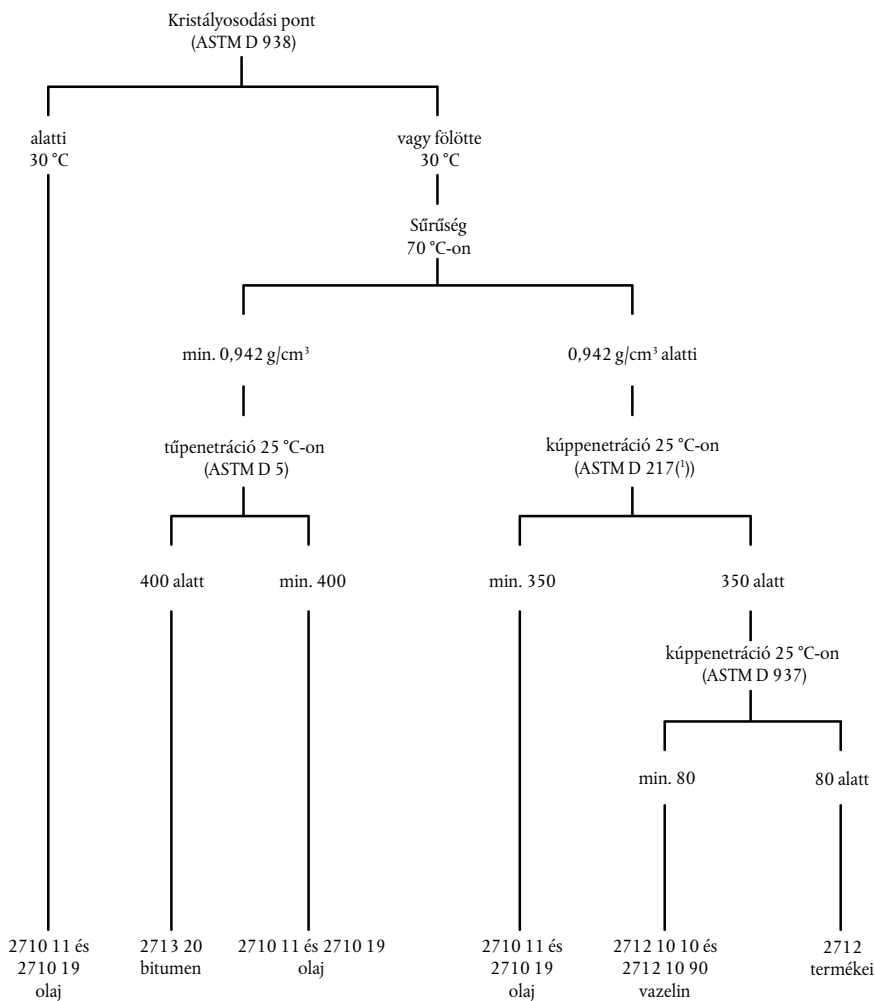 Kristályosodási pont
(ASTM D 938)
alatti
30 °C
vagy fölötte
30 °C
Sűrűség
70 °C-on
min. 0,942 g/cm³
0,942 g/cm³ alatti
tűpenetráció 25 °C-on
(ASTM D 5)
kúppenetráció 25 °C-on
(ASTM D 217(¹))
400 alatt
min. 400
min. 350
350 alatt
kúppenetráció 25 °C-on
(ASTM D 937)
min. 80
80 alatt
2710 11 és
2710 19
olaj
2713 20
bitumen
2710 11 és 2710 19
olaj
2710 11 és
2710 19
olaj
2712 10 10 és
2712 10 90
vazelin
2712
termékei